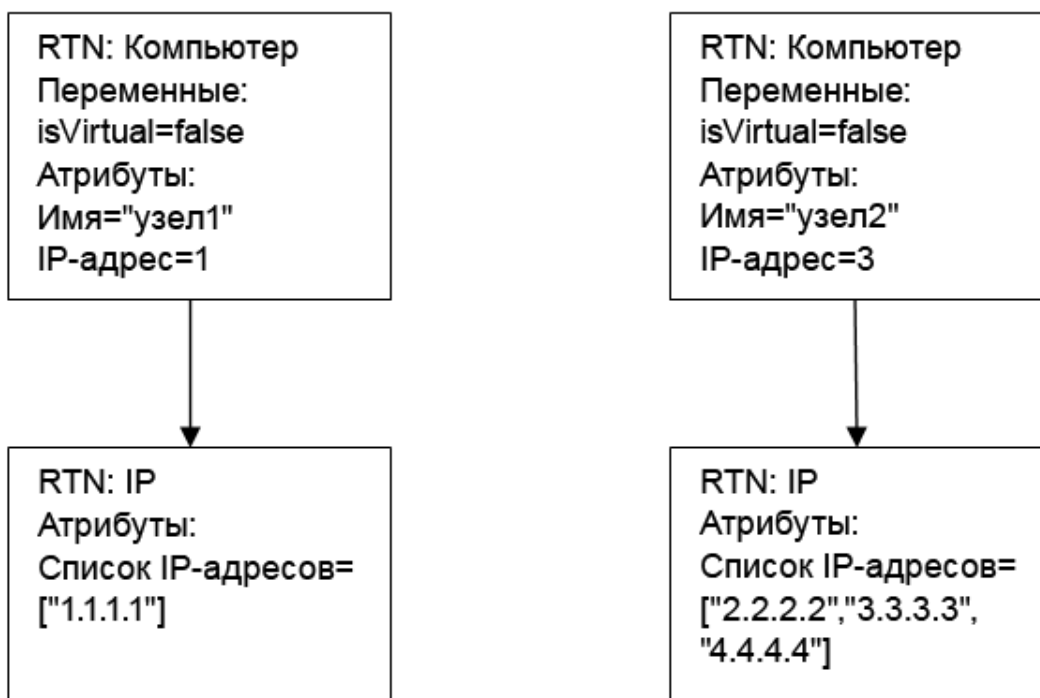 RTN: Компьютер
Переменные:
isVirtual=false
Атрибуты:
Имя="узел1"
IP-адрес=1
RTN: Компьютер
Переменные:
isVirtual=false
Атрибуты:
Имя="узел2"
IP-адрес=3
RTN: IP
Атрибуты:
Список IP-адресов=
["1.1.1.1"]
RTN: IP
Атрибуты:
Список IP-адресов=
["2.2.2.2","3.3.3.3",
"4.4.4.4"]